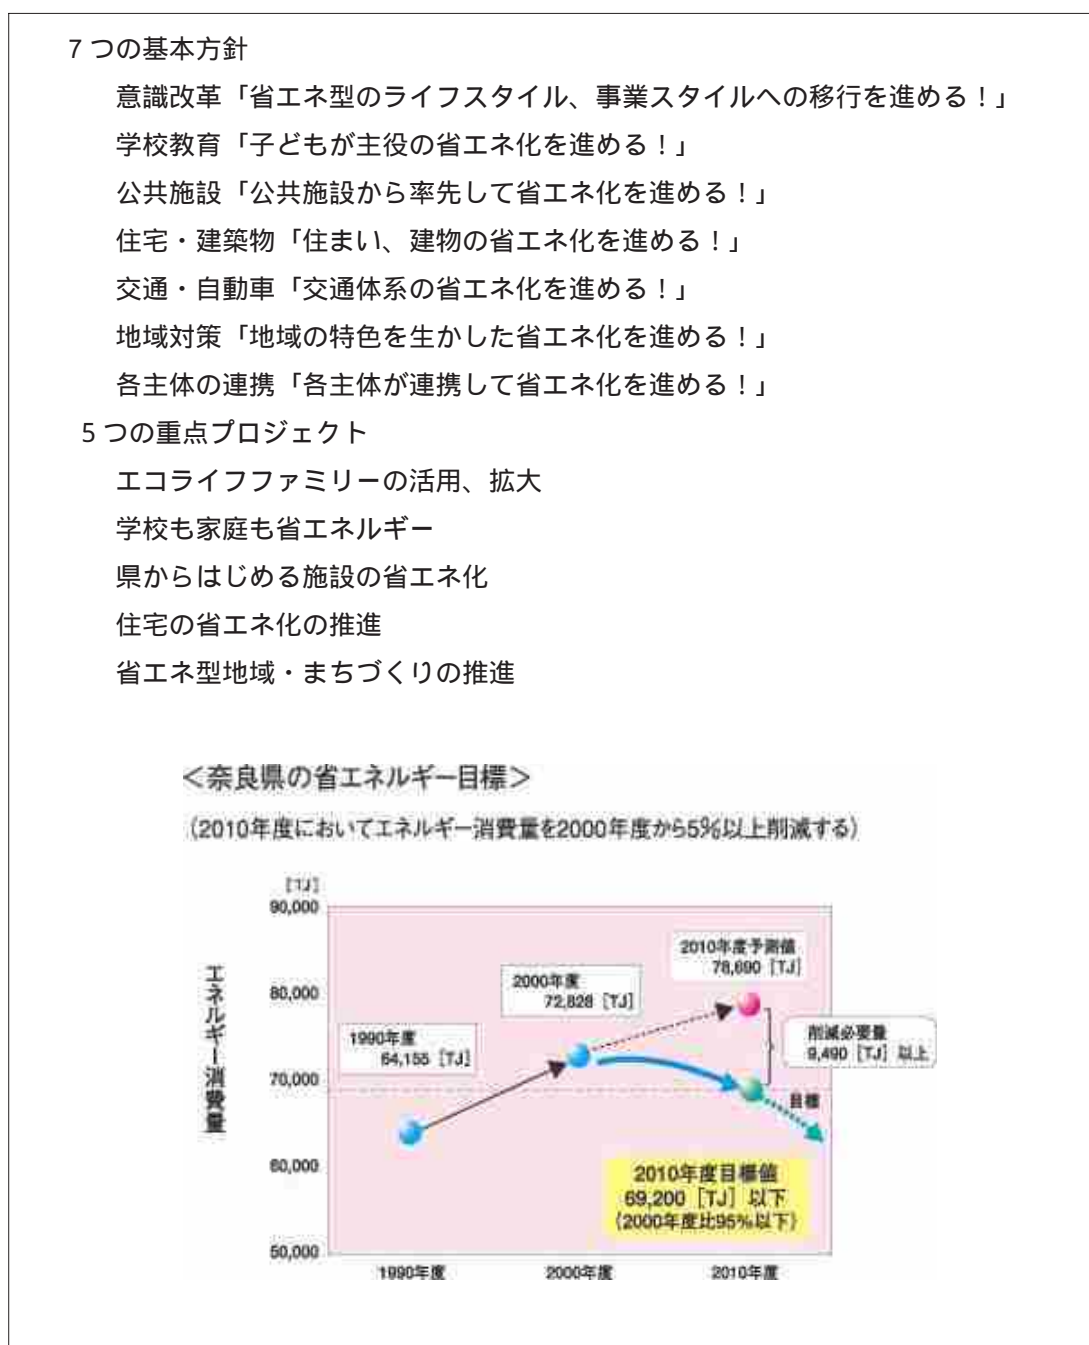 7つの基本方針
意識改革「省エネ型のライフスタイル、事業スタイルへの移行を進める！」
学校教育「子どもが主役の省エネ化を進める！」
公共施設「公共施設から率先して省エネ化を進める！」
住宅・建築物「住まい、建物の省エネ化を進める！」
交通・自動車「交通体系の省エネ化を進める！」
地域対策「地域の特色を生かした省エネ化を進める！」
各主体の連携「各主体が連携して省エネ化を進める！」
5つの重点プロジェクト
エコライフファミリーの活用、拡大
学校も家庭も省エネルギー
県からはじめる施設の省エネ化
住宅の省エネ化の推進
省エネ型地域・まちづくりの推進
＜奈良県の省エネルギー目標＞
（2010年度においてエネルギー消費量を2000年度から5％以上削減する）
[TJ]
90,000
80,000
70,000
60,000
50,000
エネルギー消費量
1990年度
64,155［TJ］
2000年度
72,828［TJ］
2010年度予測値
78,690［TJ］
削減必要量
9,490［TJ］以上
目標
2010年度目標値
69,200［TJ］以下
（2000年度比95％以下）
1990年度
2000年度
2010年度